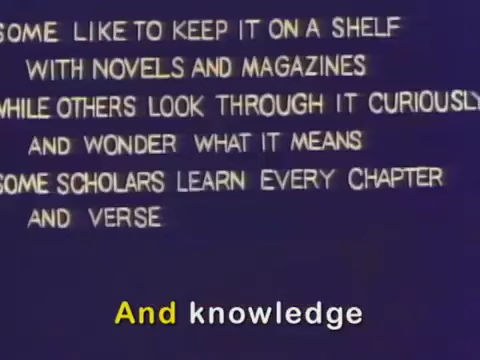 SOME LIKE TO KEEP IT ON A SHELF
WITH NOVELS AND MAGAZINES
WHILE OTHERS LOOK THROUGH IT CURIOUSLY
AND WONDER WHAT IT MEANS
SOME SCHOLARS LEARN EVERY CHAPTER
AND VERSE
And knowledge